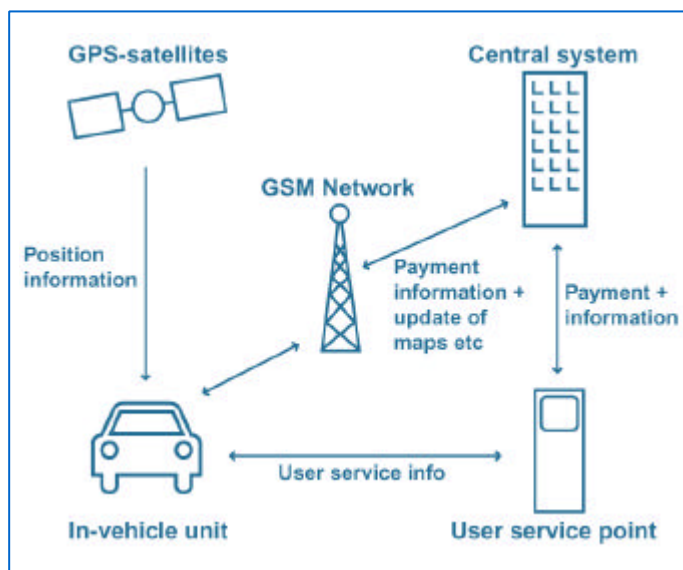 GPS-satellites
Central system
GSM Network
Position
information
Payment
information +
update of
maps etc
Payment +
information
User service info
In-vehicle unit
User service point